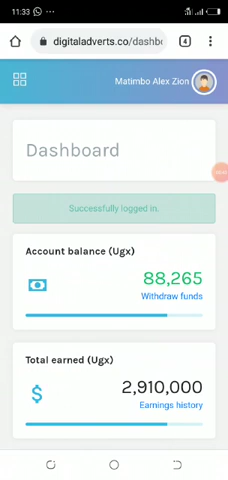 11:33
digitaladverts.co/dashb
4
Matimbo Alex Zion
Dashboard
Successfully logged in.
Account balance (Ugx)
88,265
Withdraw funds
Total earned (Ugx)
2,910,000
Earnings history